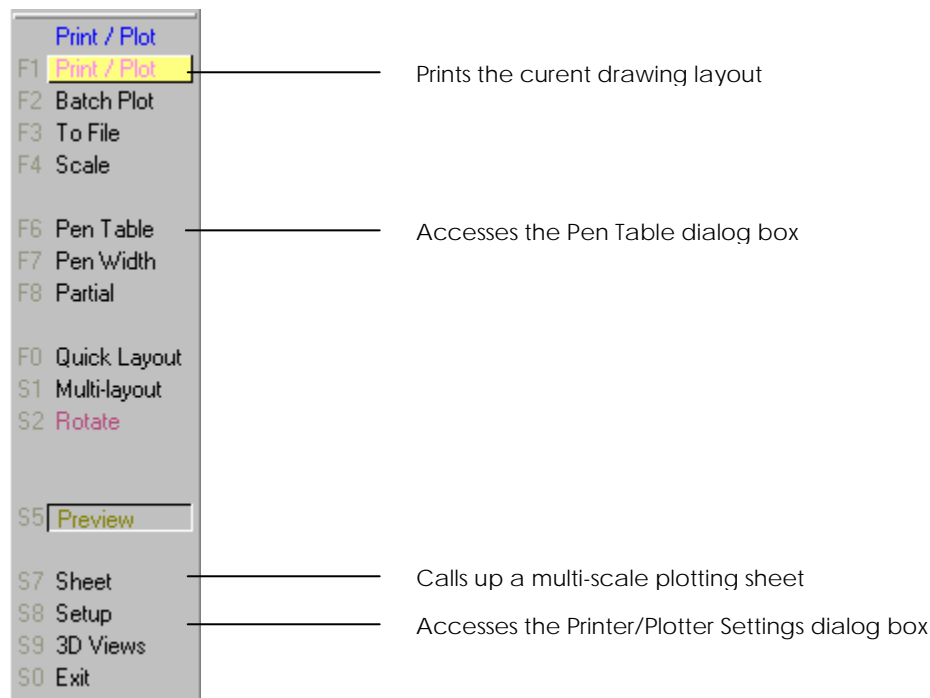 Print / Plot
F1 Print / Plot Prints the curent drawing layout
F2 Batch Plot
F3 To File
F4 Scale
F6 Pen Table Accesses the Pen Table dialog box
F7 Pen Width
F8 Partial
F0 Quick Layout
S1 Multi-layout
S2 Rotate
S5 Preview
S7 Sheet Calls up a multi-scale plotting sheet
S8 Setup Accesses the Printer/Plotter Settings dialog box
S9 3D Views
S0 Exit